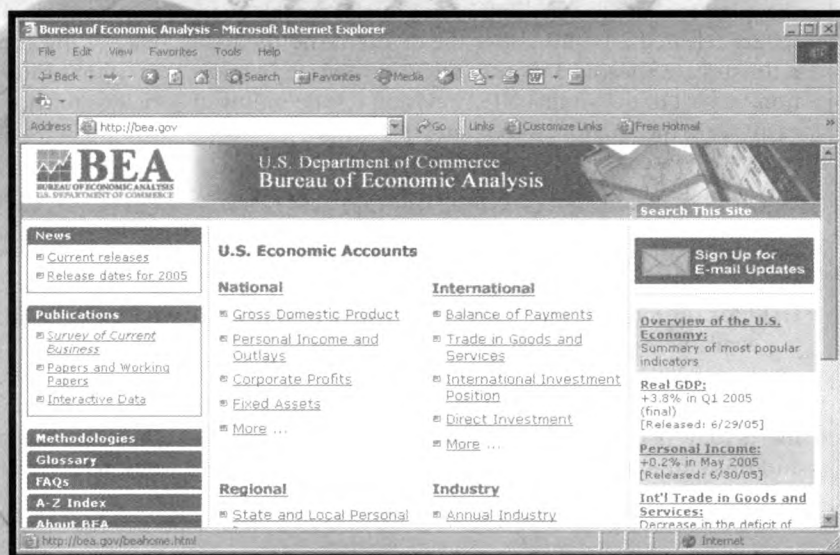 Bureau of Economic Analysis - Microsoft Internet Explorer
File Edit View Favorites Tools Help
Back Search Favorites Media
Address http://bea.gov Go Links Customize Links Free Hotmail
BEA
BUREAU OF ECONOMIC ANALYSIS
U.S. DEPARTMENT OF COMMERCE
U.S. Department of Commerce
Bureau of Economic Analysis
Search This Site
News
Current releases
Release dates for 2005
Publications
Survey of Current
Business
Papers and Working
Papers
Interactive Data
Methodologies
Glossary
FAQs
A-Z Index
About BEA
U.S. Economic Accounts
National
Gross Domestic Product
Personal Income and
Outlays
Corporate Profits
Fixed Assets
More ...
International
Balance of Payments
Trade in Goods and
Services
International Investment
Position
Direct Investment
More ...
Regional
State and Local Personal
Industry
Annual Industry
Sign Up for
E-mail Updates
Overview of the U.S.
Economy:
Summary of most popular
indicators
Real GDP:
+3.8% in Q1 2005
(final)
[Released: 6/29/05]
Personal Income:
+0.2% in May 2005
[Released: 6/30/05]
Int'l Trade in Goods and
Services:
Decrease in the deficit of
http://bea.gov/beahome.html Internet